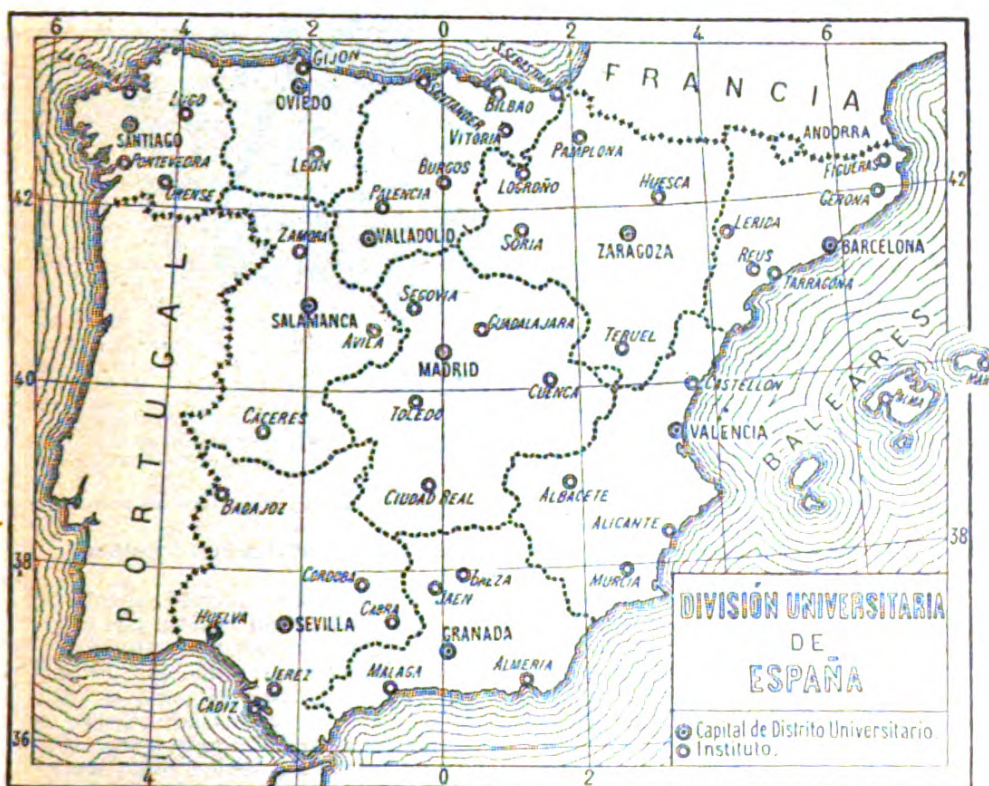 6 4 2 0 2 4 6
LA CORUÑA
LUGO
SANTIAGO
PONTEVEDRA
ORENSE
GIJON
OVIEDO
LEÓN
SANTANDER
BILBAO
S. SEBASTIAN
VITORIA
BURGOS
PALENCIA
LOGROÑO
PAMPLONA
FRANCIA
ANDORRA
FIGUERAS
GERONA
42
42
HUESCA
LERIDA
BARCELONA
REUS
TARRAGONA
ZAMORA
VALLADOLID
SORIA
ZARAGOZA
SEGOVIA
SALAMANCA
AVILA
GUADALAJARA
MADRID
TERUEL
CUENCA
CASTELLON
40
TOLEDO
CÁCERES
VALENCIA
BALEARES
PALMA
MAH
PORTUGAL
BADAJOZ
CIUDAD REAL
ALBACETE
ALICANTE
38
38
CORDOBA
CABRA
JAÉN
BAEZA
MURCIA
HUELVA
SEVILLA
GRANADA
JEREZ
CADIZ
MALAGA
ALMERIA
36
DIVISIÓN UNIVERSITARIA
DE
ESPAÑA
Capital de Distrito Universitario.
Instituto.
4 2 0 2